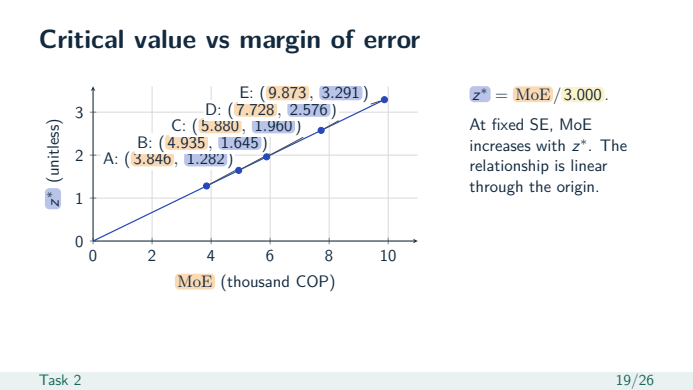 Critical value vs margin of error
E: (9.873, 3.291)
D: (7.728, 2.576)
C: (5.880, 1.960)
B: (4.935, 1.645)
A: (3.846, 1.282)
3
2
1
0
0 2 4 6 8 10
z* (unitless)
MoE (thousand COP)
z* = MoE/3.000.
At fixed SE, MoE
increases with z*. The
relationship is linear
through the origin.
Task 2
19/26